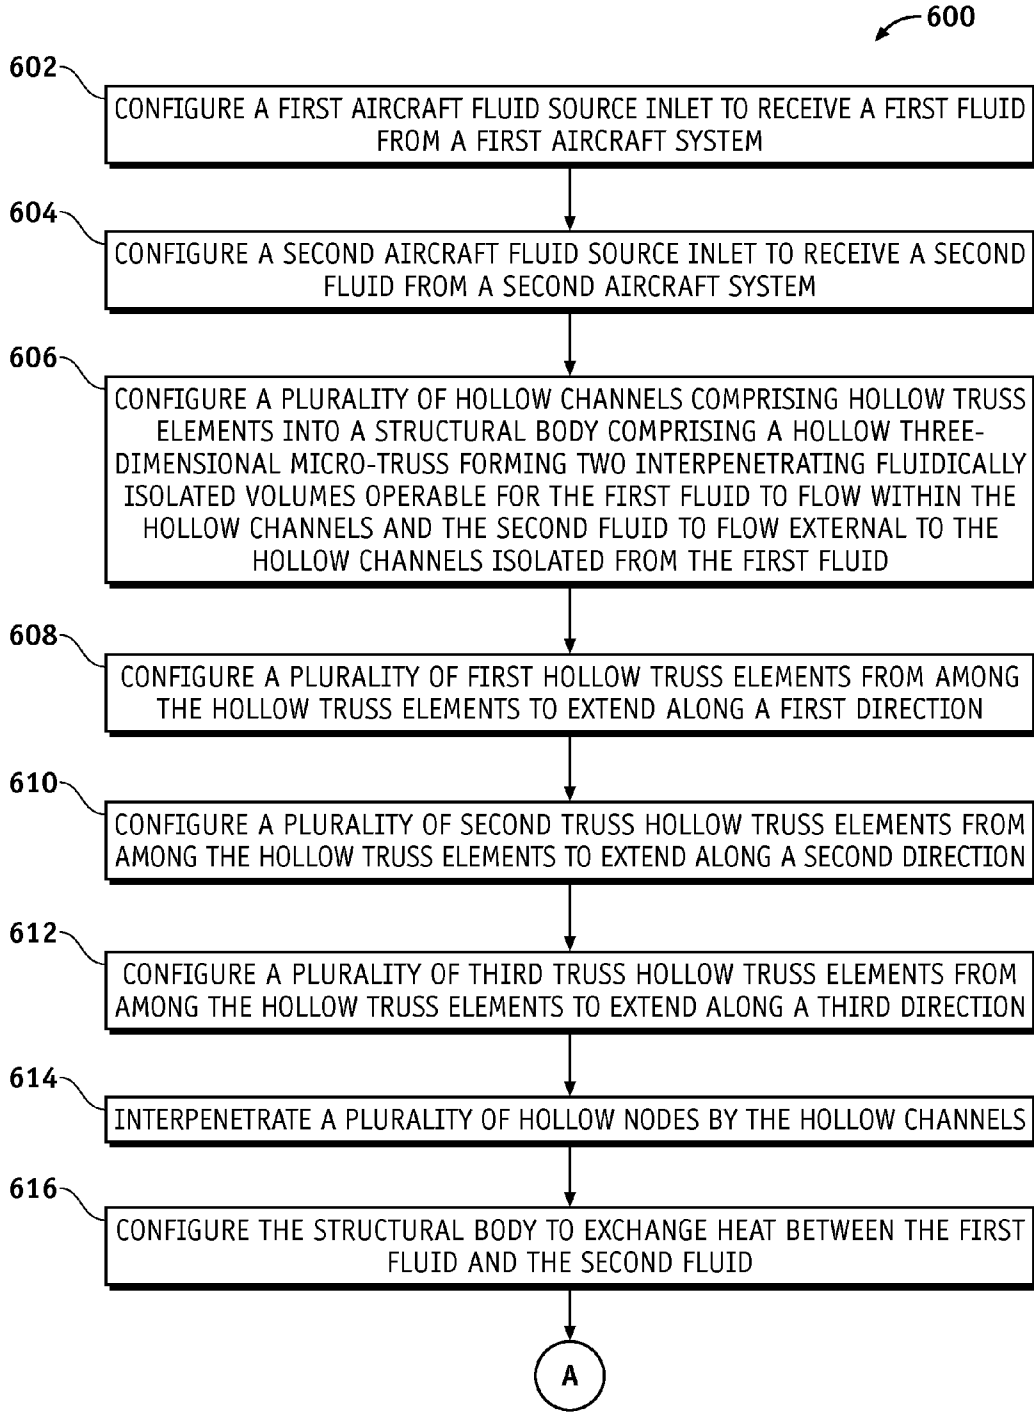 600
602
CONFIGURE A FIRST AIRCRAFT FLUID SOURCE INLET TO RECEIVE A FIRST FLUID
FROM A FIRST AIRCRAFT SYSTEM
604
CONFIGURE A SECOND AIRCRAFT FLUID SOURCE INLET TO RECEIVE A SECOND
FLUID FROM A SECOND AIRCRAFT SYSTEM
606
CONFIGURE A PLURALITY OF HOLLOW CHANNELS COMPRISING HOLLOW TRUSS
ELEMENTS INTO A STRUCTURAL BODY COMPRISING A HOLLOW THREE-
DIMENSIONAL MICRO-TRUSS FORMING TWO INTERPENETRATING FLUIDICALLY
ISOLATED VOLUMES OPERABLE FOR THE FIRST FLUID TO FLOW WITHIN THE
HOLLOW CHANNELS AND THE SECOND FLUID TO FLOW EXTERNAL TO THE
HOLLOW CHANNELS ISOLATED FROM THE FIRST FLUID
608
CONFIGURE A PLURALITY OF FIRST HOLLOW TRUSS ELEMENTS FROM AMONG
THE HOLLOW TRUSS ELEMENTS TO EXTEND ALONG A FIRST DIRECTION
610
CONFIGURE A PLURALITY OF SECOND TRUSS HOLLOW TRUSS ELEMENTS FROM
AMONG THE HOLLOW TRUSS ELEMENTS TO EXTEND ALONG A SECOND DIRECTION
612
CONFIGURE A PLURALITY OF THIRD TRUSS HOLLOW TRUSS ELEMENTS FROM
AMONG THE HOLLOW TRUSS ELEMENTS TO EXTEND ALONG A THIRD DIRECTION
614
INTERPENETRATE A PLURALITY OF HOLLOW NODES BY THE HOLLOW CHANNELS
616
CONFIGURE THE STRUCTURAL BODY TO EXCHANGE HEAT BETWEEN THE FIRST
FLUID AND THE SECOND FLUID
A